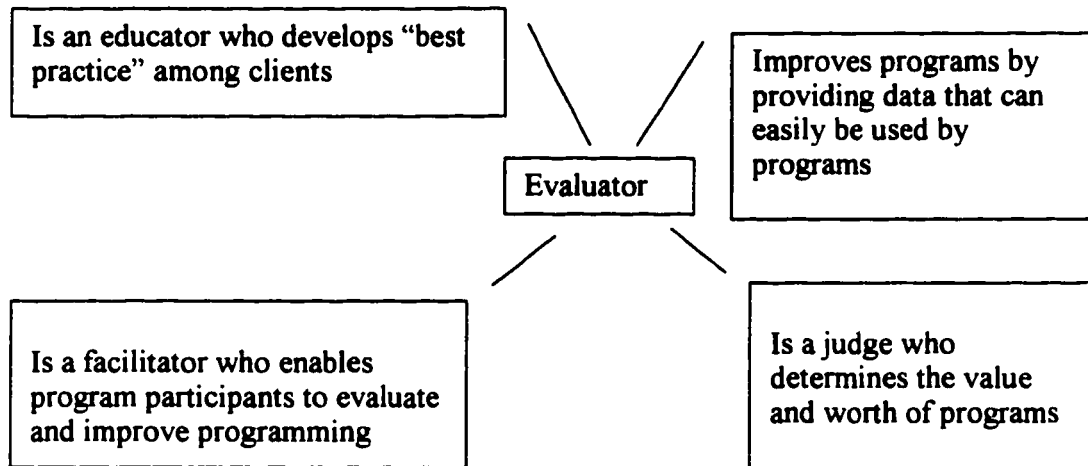 Is an educator who develops “best
practice” among clients
Improves programs by
providing data that can
easily be used by
programs
Evaluator
Is a facilitator who enables
program participants to evaluate
and improve programming
Is a judge who
determines the value
and worth of programs